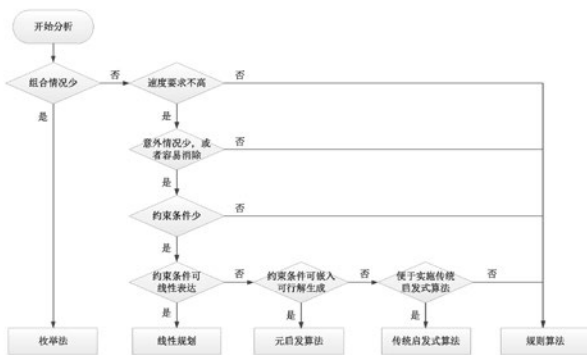 开始分析
组合情况少
否
速度要求不高
否
是
是
意外情况少，或
者容易消除
否
是
约束条件少
否
是
约束条件可
线性表达
否
约束条件可嵌入
可行解生成
否
便于实施传统
启发式算法
否
是
是
是
枚举法
线性规划
元启发算法
传统启发式算法
规则算法